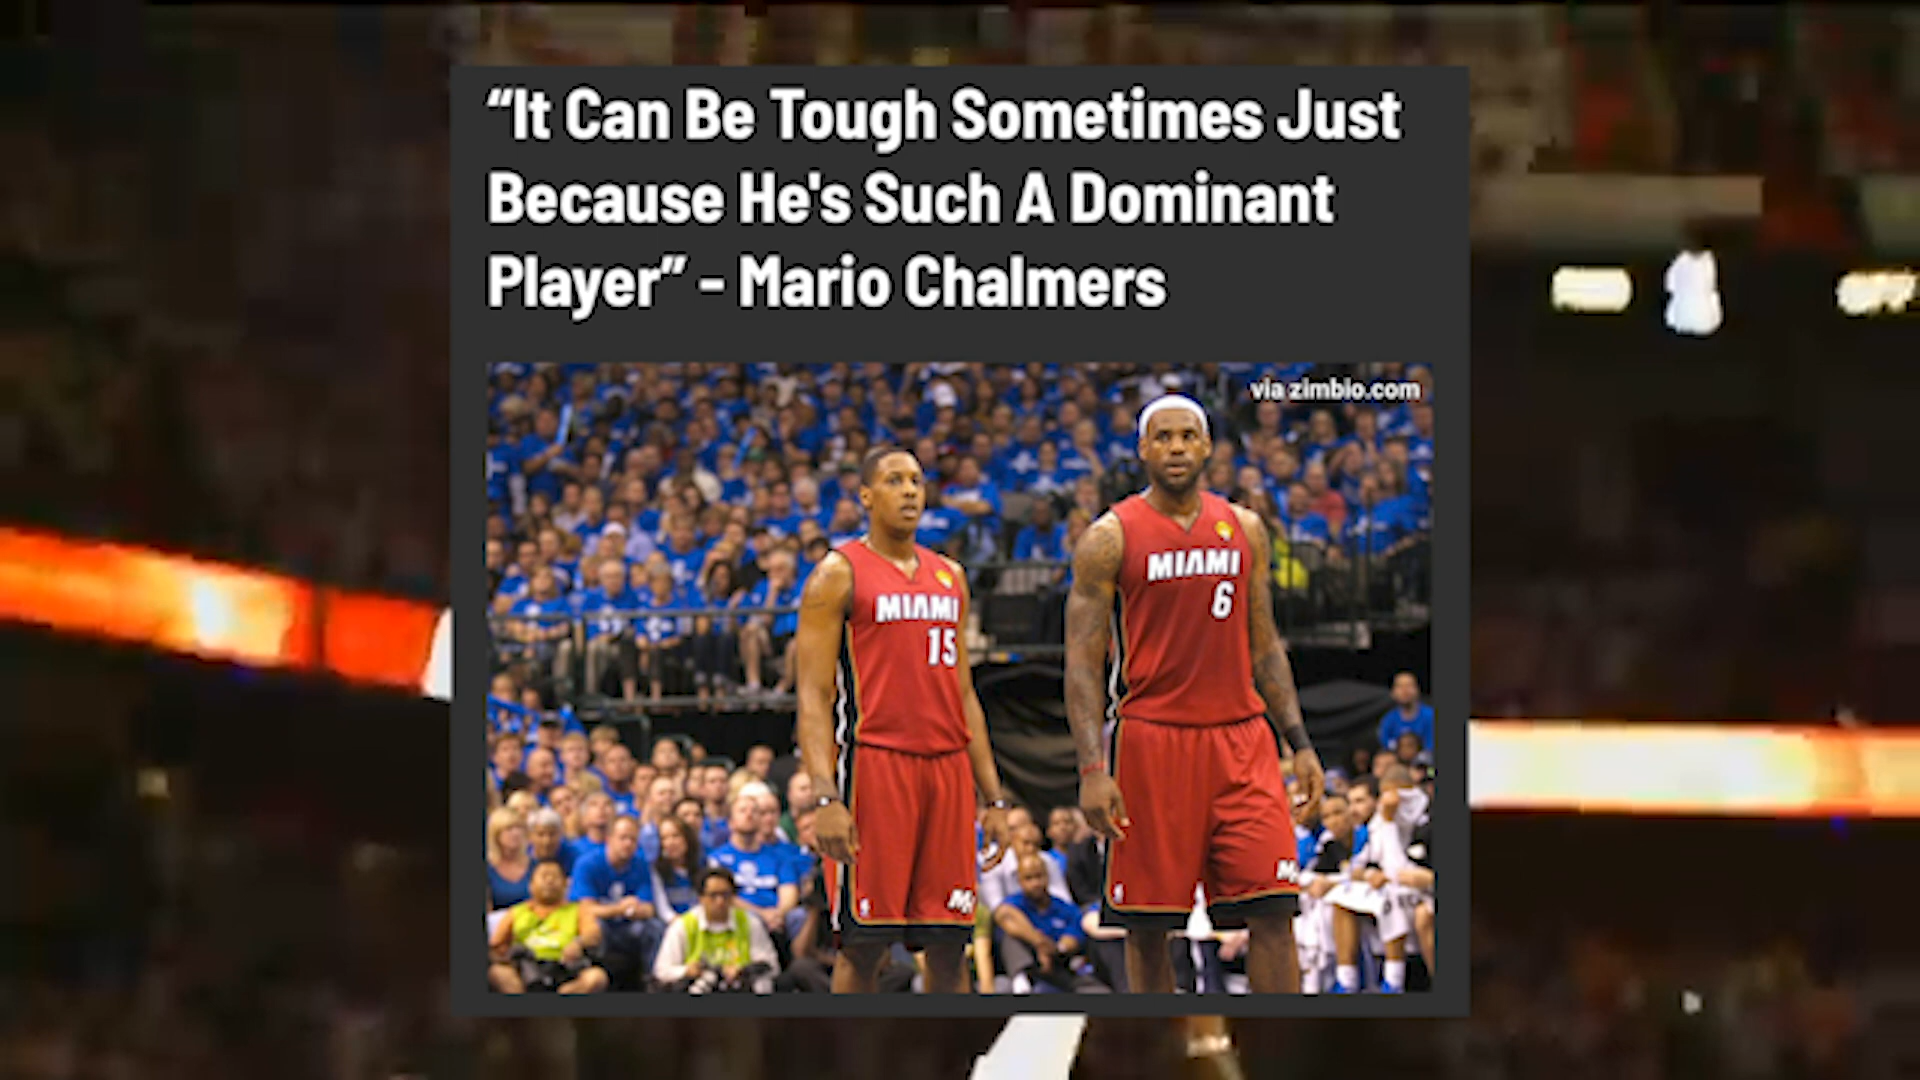 “It Can Be Tough Sometimes Just
Because He's Such A Dominant
Player” - Mario Chalmers
via zimbio.com
MIAMI
15
MIAMI
6